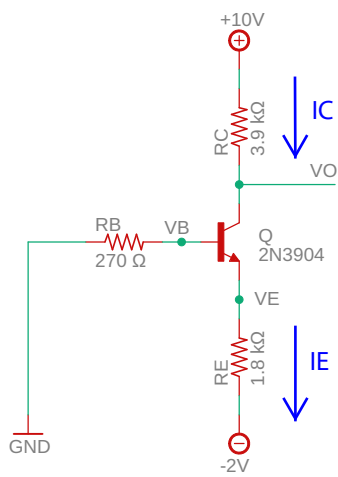 +10V
IC
RC
3.9 kΩ
VO
RB
270 Ω
VB
Q
2N3904
VE
RE
1.8 kΩ
IE
GND
-2V